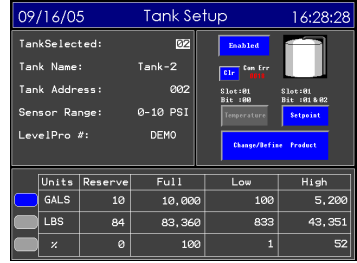 09/16/05 Tank Setup 16:28:28
TankSelected: 02
Tank Name: Tank-2
Tank Address: 002
Sensor Range: 0-10 PSI
LevelPro #: DEMO
Enabled
Clr Com Err
Slot:01 Slot:01
Bit :00 Bit :01&02
Temperature Setpoint
Change/Define Product
Units Reserve Full Low High
GALS 10 10,000 100 5,200
LBS 84 83,360 833 43,351
% 0 100 1 52